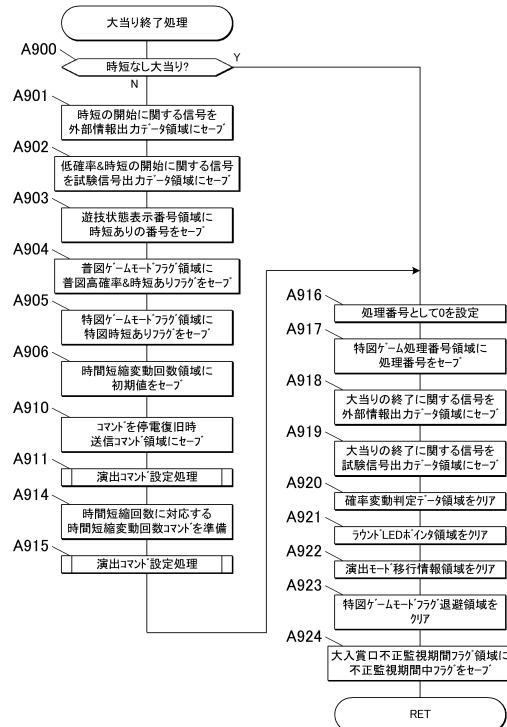 大当り終了処理
A900
時短なし大当り?
Y
N
A901
時短の開始に関する信号を
外部情報出力データ領域にセーブ
A902
低確率&時短の開始に関する信号
を試験信号出力データ領域にセーブ
A903
遊技状態表示番号領域に
時短ありの番号をセーブ
A904
普図ゲームモードフラグ領域に
普図高確率&時短ありフラグをセーブ
A905
特図ゲームモードフラグ領域に
特図時短ありフラグをセーブ
A906
時間短縮変動回数領域に
初期値をセーブ
A910
コマンドを停電復旧時
送信コマンド領域にセーブ
A911
演出コマンド設定処理
A914
時間短縮回数に対応する
時間短縮変動回数コマンドを準備
A915
演出コマンド設定処理
A916
処理番号として0を設定
A917
特図ゲーム処理番号領域に
処理番号をセーブ
A918
大当りの終了に関する信号を
外部情報出力データ領域にセーブ
A919
大当りの終了に関する信号を
試験信号出力データ領域にセーブ
A920
確率変動判定データ領域をクリア
A921
ラウンドLEDポインタ領域をクリア
A922
演出モード移行情報領域をクリア
A923
特図ゲームモードフラグ退避領域を
クリア
A924
大入賞口不正監視期間フラグ領域に
不正監視期間中フラグをセーブ
RET